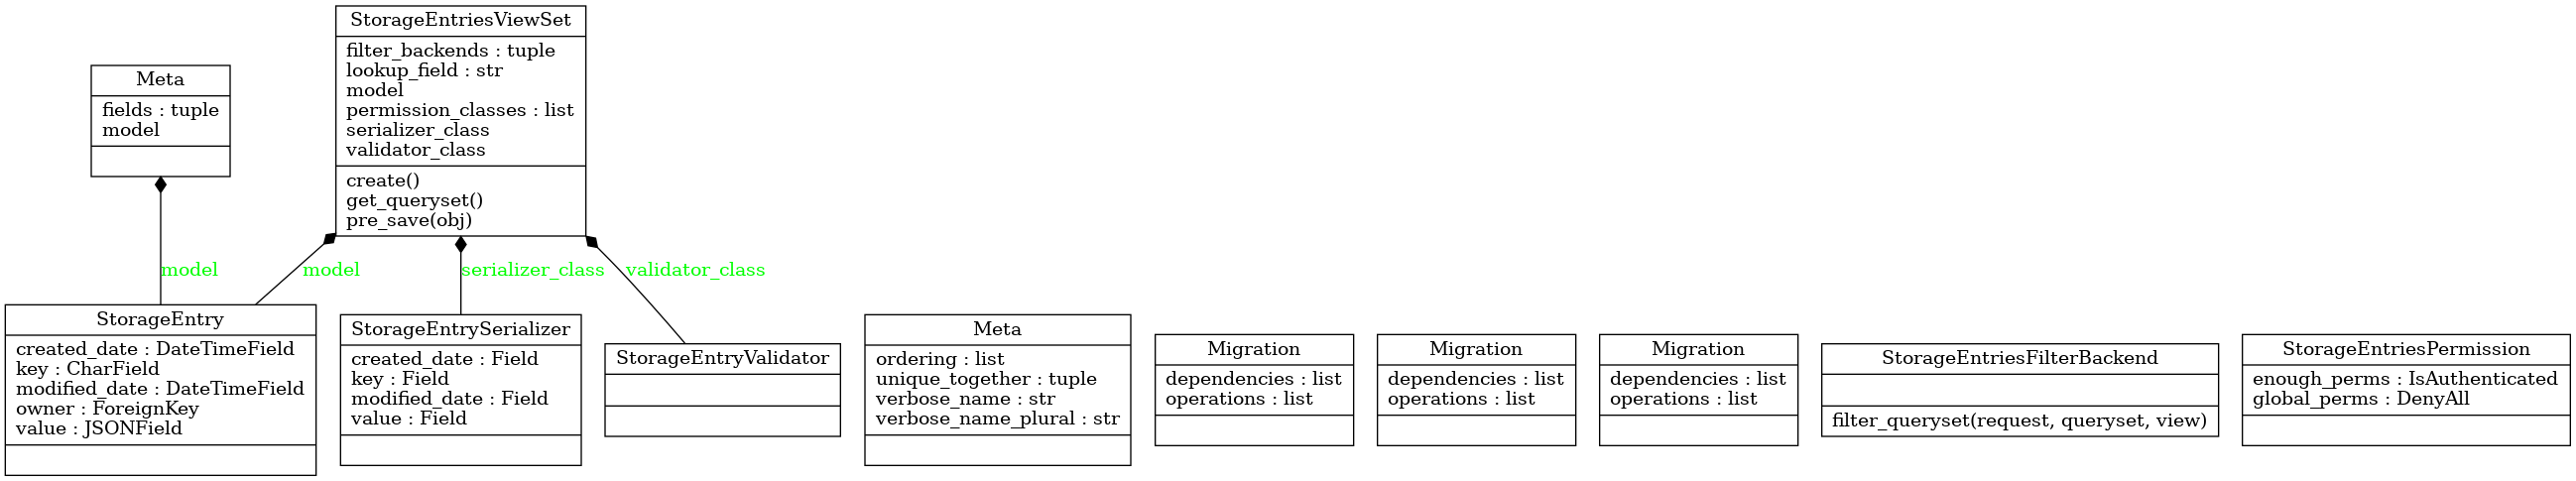 StorageEntriesViewSet
filter_backends : tuple
lookup_field : str
model
permission_classes : list
serializer_class
validator_class
create()
get_queryset()
pre_save(obj)
Meta
fields : tuple
model
model
model
serializer_class
validator_class
StorageEntry
created_date : DateTimeField
key : CharField
modified_date : DateTimeField
owner : ForeignKey
value : JSONField
StorageEntrySerializer
created_date : Field
key : Field
modified_date : Field
value : Field
StorageEntryValidator
Meta
ordering : list
unique_together : tuple
verbose_name : str
verbose_name_plural : str
Migration
dependencies : list
operations : list
Migration
dependencies : list
operations : list
Migration
dependencies : list
operations : list
StorageEntriesFilterBackend
filter_queryset(request, queryset, view)
StorageEntriesPermission
enough_perms : IsAuthenticated
global_perms : DenyAll